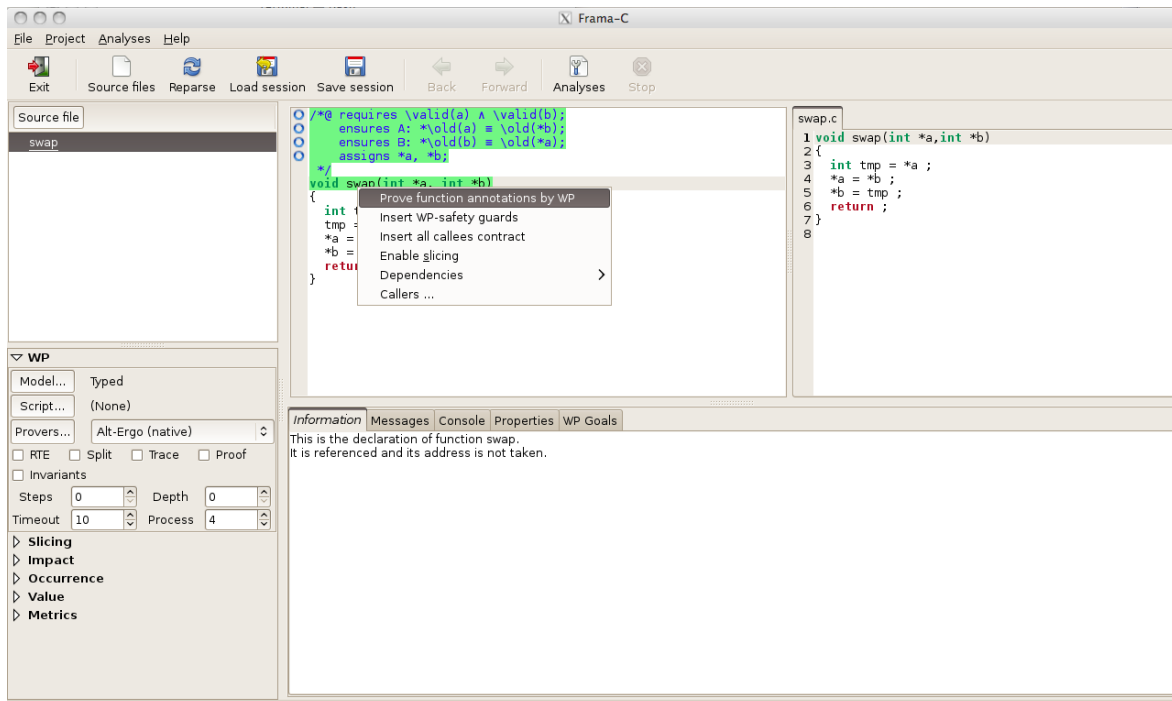 Frama-C
File Project Analyses Help
Exit Source files Reparse Load session Save session Back Forward Analyses Stop
Source file
swap
/*@ requires \valid(a) ∧ \valid(b);
ensures A: *\old(a) ≡ \old(*b);
ensures B: *\old(b) ≡ \old(*a);
assigns *a, *b;
*/
void swap(int *a, int *b)
{
int
tmp =
*a =
*b =
}
Prove function annotations by WP
Insert WP-safety guards
Insert all callees contract
Enable slicing
Dependencies
Callers ...
swap.c
1 void swap(int *a,int *b)
2 {
3 int tmp = *a ;
4 *a = *b ;
5 *b = tmp ;
6 return ;
7 }
8
WP
Model... Typed
Script... (None)
Provers... Alt-Ergo (native)
RTE Split Trace Proof
Invariants
Steps 0 Depth 0
Timeout 10 Process 4
Slicing
Impact
Occurrence
Value
Metrics
Information Messages Console Properties WP Goals
This is the declaration of function swap.
It is referenced and its address is not taken.